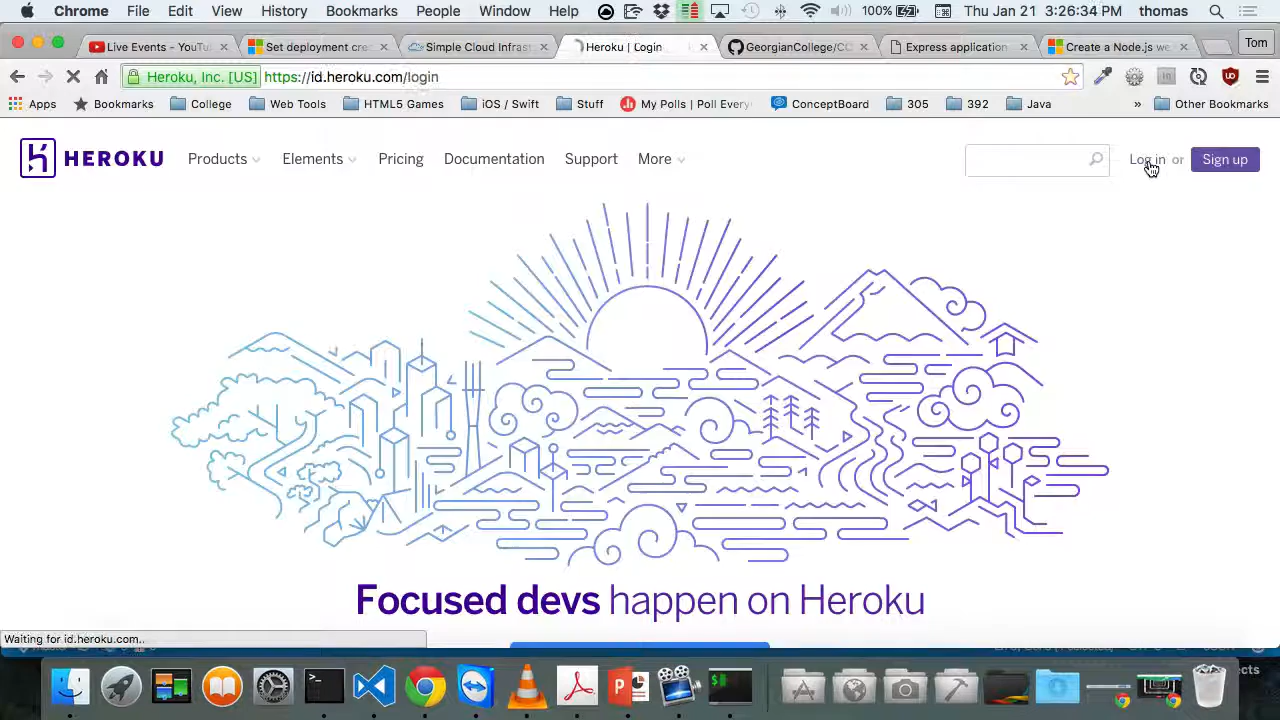 Chrome File Edit View History Bookmarks People Window Help 100% Thu Jan 21 3:26:34 PM thomas
Live Events - YouTu Set deployment cre Simple Cloud Infrast Heroku | Login GeorgianCollege/CO Express application Create a Node.js we Tom
Heroku, Inc. [US] https://id.heroku.com/login
Apps Bookmarks College Web Tools HTML5 Games iOS / Swift Stuff My Polls | Poll Every ConceptBoard 305 392 Java » Other Bookmarks
HEROKU Products Elements Pricing Documentation Support More Log in or Sign up
Focused devs happen on Heroku
Waiting for id.heroku.com..